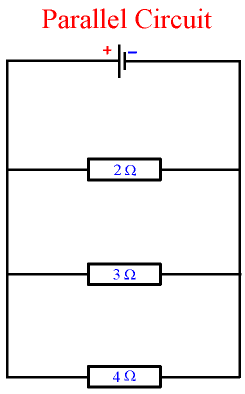 Parallel Circuit
+ −
2 Ω
3 Ω
4 Ω